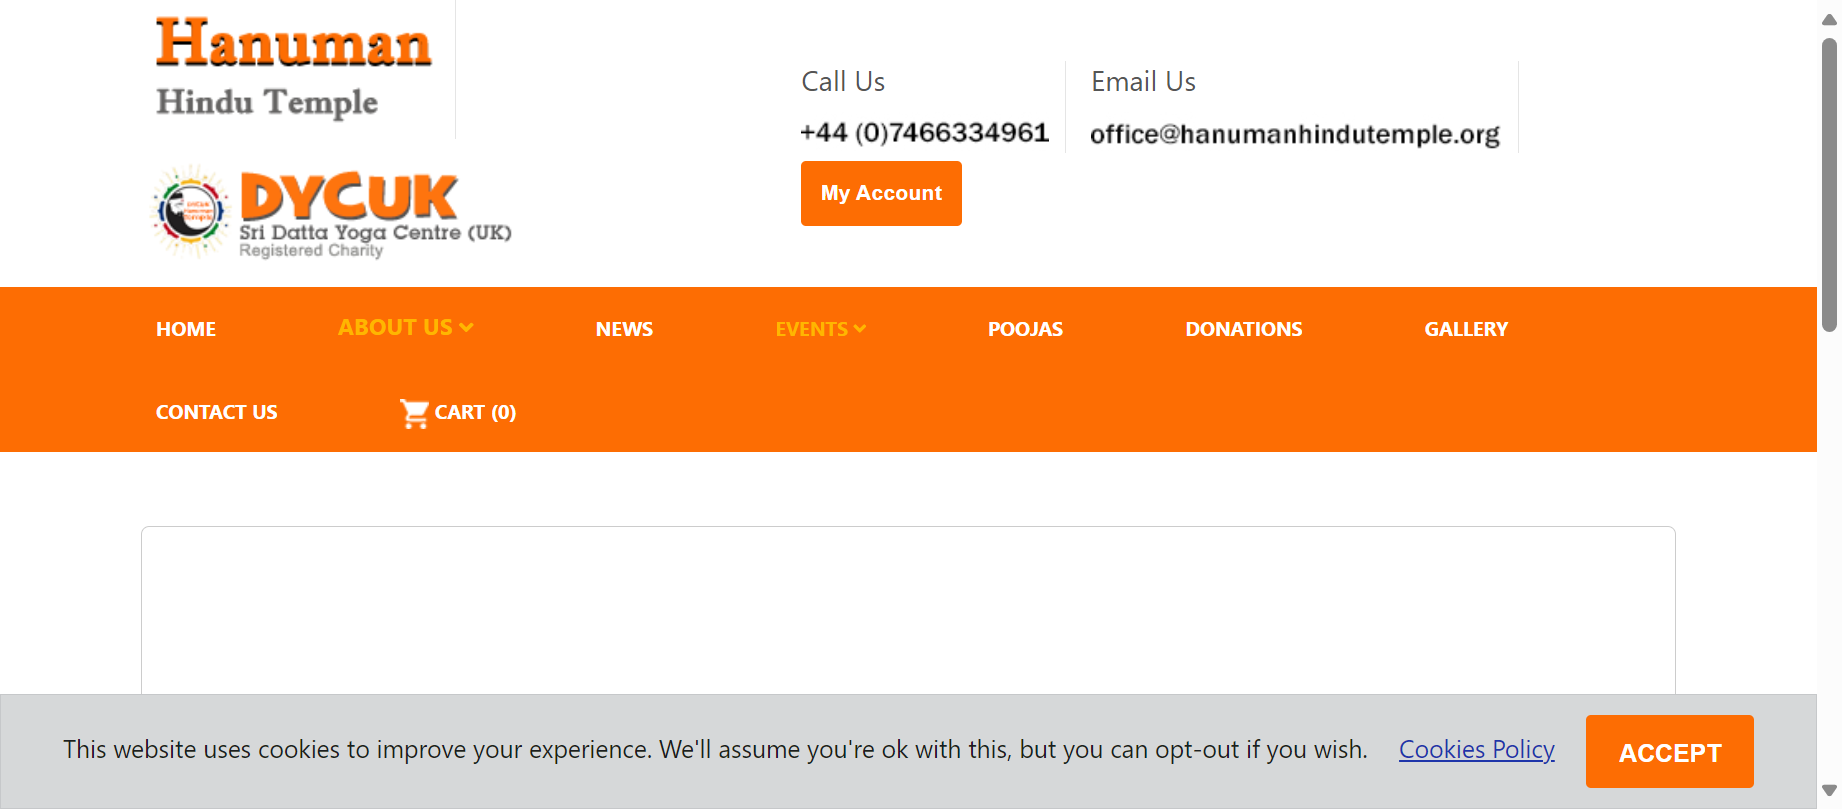 Hanuman
Hindu Temple
DYCUK
Sri Datta Yoga Centre (UK)
Registered Charity
Call Us
+44 (0)7466334961
Email Us
office@hanumanhindutemple.org
My Account
HOME
ABOUT US
NEWS
EVENTS
POOJAS
DONATIONS
GALLERY
CONTACT US
CART (0)
This website uses cookies to improve your experience. We'll assume you're ok with this, but you can opt-out if you wish.
Cookies Policy
ACCEPT